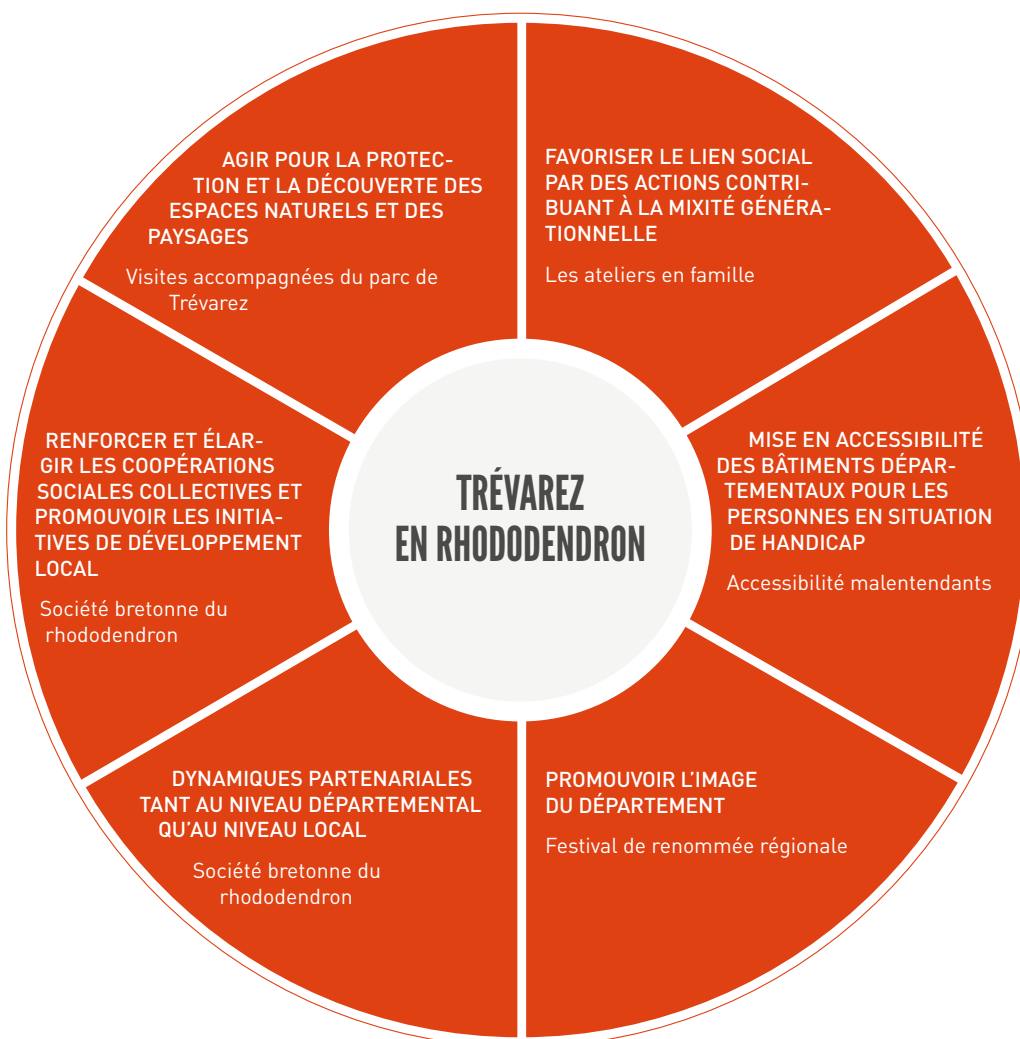 AGIR POUR LA PROTEC-
TION ET LA DÉCOUVERTE DES
ESPACES NATURELS ET DES
PAYSAGES
Visites accompagnées du parc de
Trévarez
FAVORISER LE LIEN SOCIAL
PAR DES ACTIONS CONTRI-
BUANT À LA MIXITÉ GÉNÉRA-
TIONNELLE
Les ateliers en famille
RENFORCER ET ÉLAR-
GIR LES COOPÉRATIONS
SOCIALES COLLECTIVES ET
PROMOUVOIR LES INITIA-
TIVES DE DÉVELOPPEMENT
LOCAL
Société bretonne du
rhododendron
TRÉVAREZ
EN RHODODENDRON
MISE EN ACCESSIBILITÉ
DES BÂTIMENTS DÉPAR-
TEMENTAUX POUR LES
PERSONNES EN SITUATION
DE HANDICAP
Accessibilité malentendants
DYNAMIQUES PARTENARIALES
TANT AU NIVEAU DÉPARTEMENTAL
QU'AU NIVEAU LOCAL
Société bretonne du
rhododendron
PROMOUVOIR L'IMAGE
DU DÉPARTEMENT
Festival de renommée régionale